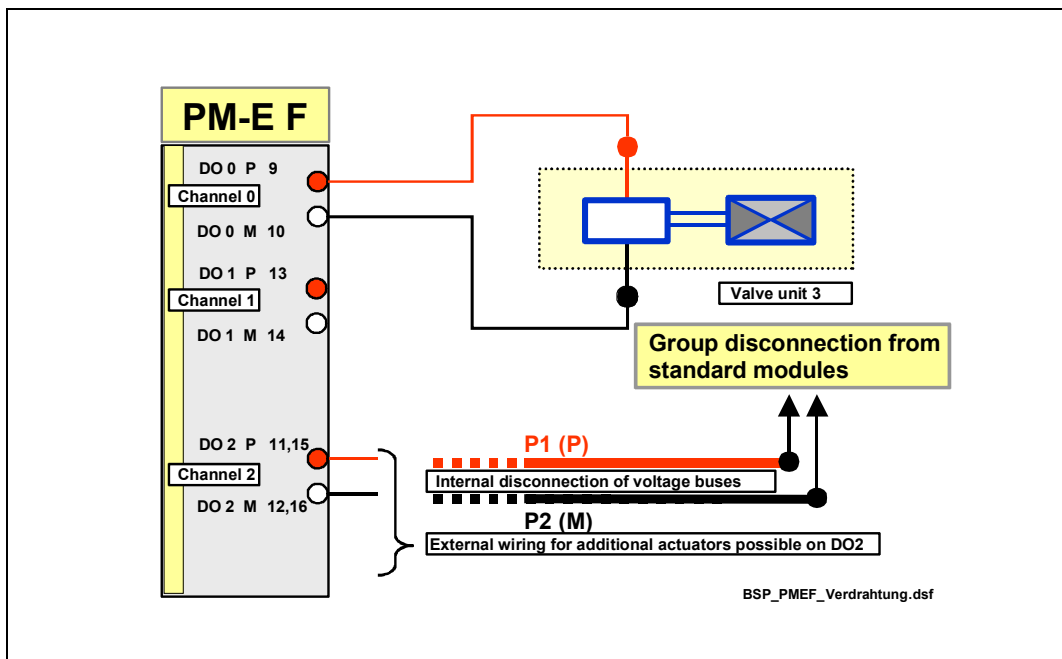 PM-E F
DO 0 P 9
Channel 0
DO 0 M 10
DO 1 P 13
Channel 1
DO 1 M 14
DO 2 P 11,15
Channel 2
DO 2 M 12,16
Valve unit 3
Group disconnection from
standard modules
P1 (P)
Internal disconnection of voltage buses
P2 (M)
External wiring for additional actuators possible on DO2
BSP_PMEF_Verdrahtung.dsf